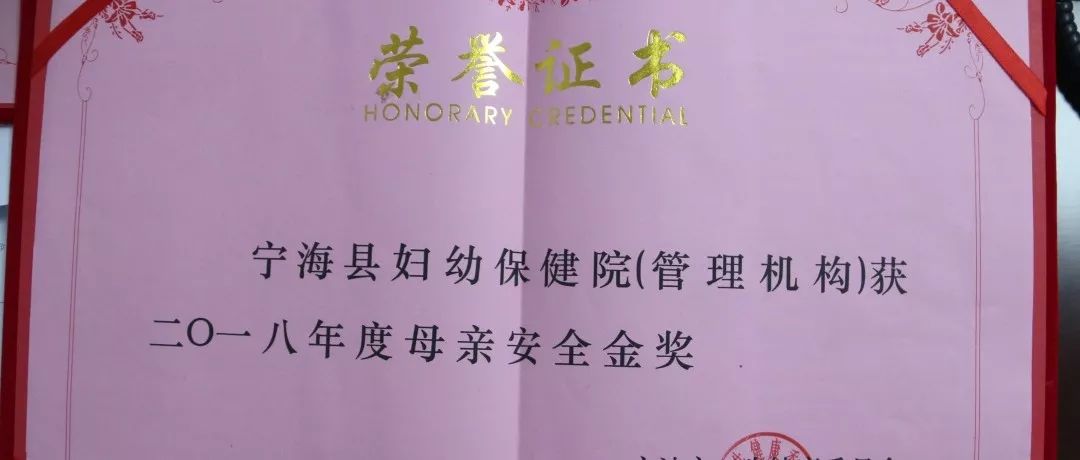 荣誉证书
HONORARY CREDENTIAL
宁海县妇幼保健院(管理机构)获
二〇一八年度母亲安全金奖